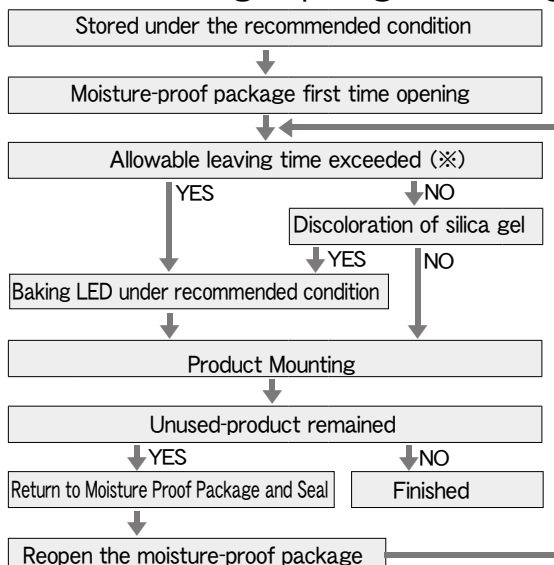 Stored under the recommended condition
Moisture-proof package first time opening
Allowable leaving time exceeded (※)
YES
NO
Discoloration of silica gel
YES
NO
Baking LED under recommended condition
Product Mounting
Unused-product remained
YES
NO
Return to Moisture Proof Package and Seal
Finished
Reopen the moisture-proof package